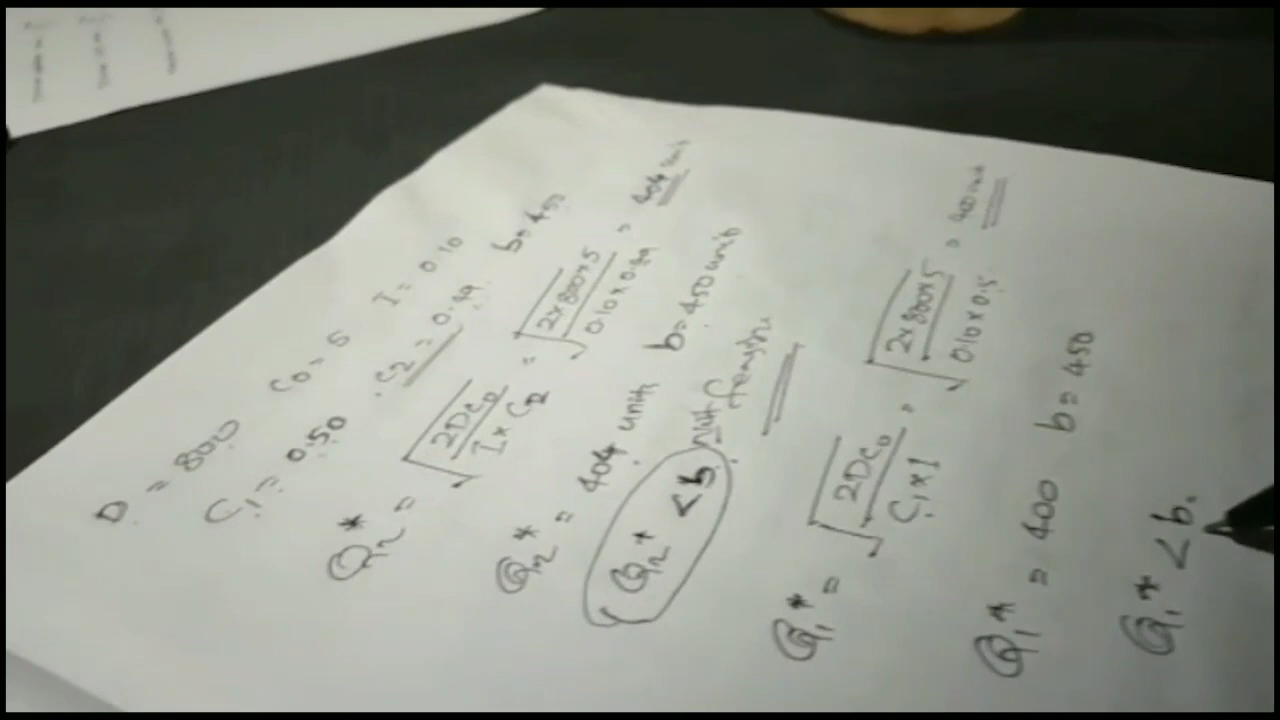 D = 800 C0 = 5 I = 0.10
C1 = 0.50 C2 = 0.49 b = 450
Q2* = √(2DC0 / I × C2) = √(2×800×5 / 0.10 × 0.49) = 404 unit
Q2* = 404 units b = 450 unit
Q2* < b not
Q1* = √(2DC0 / C1 × I) = √(2×800×5 / 0.10 × 0.5) = 400 unit
Q1* = 400 b = 450
Q1* < b.